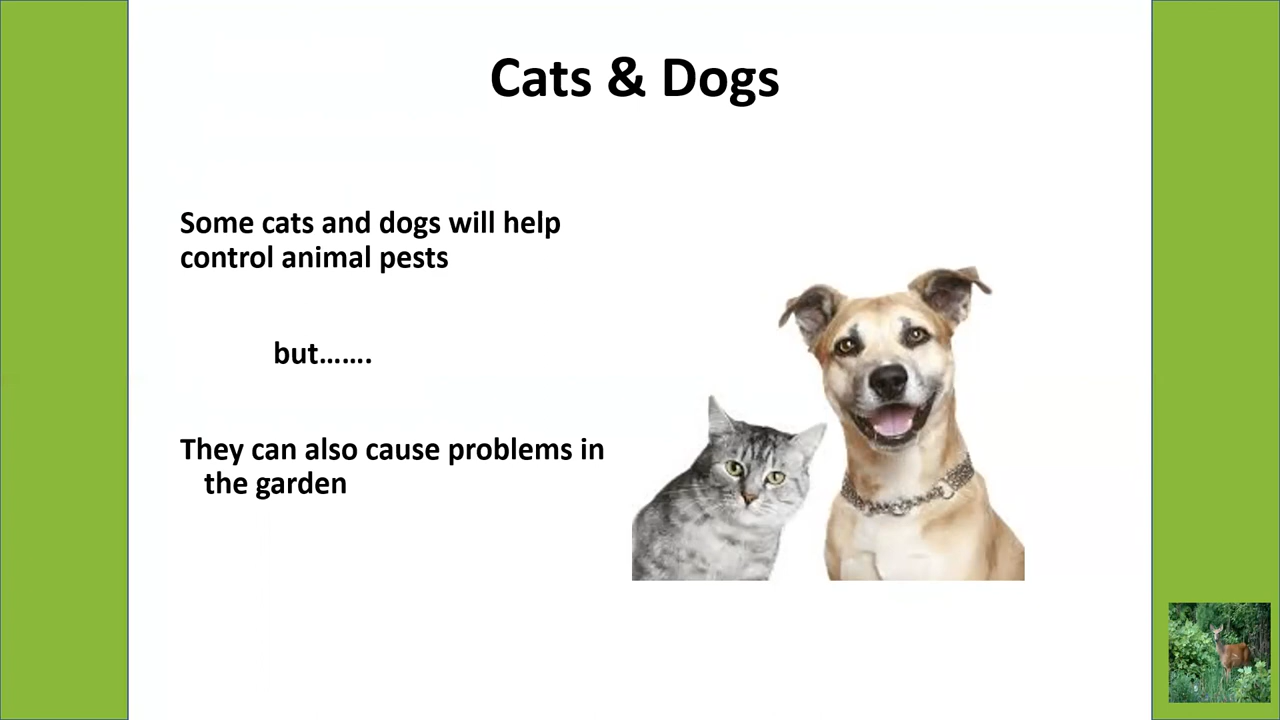 Cats & Dogs
Some cats and dogs will help
control animal pests
but.......
They can also cause problems in
the garden